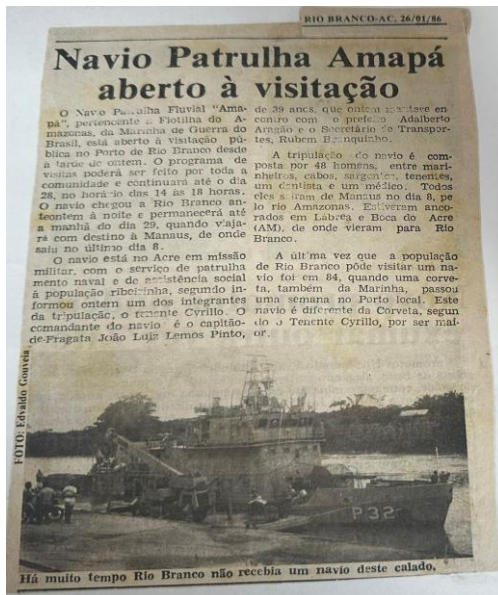 RIO BRANCO-AC, 26/01/86
Navio Patrulha Amapá
aberto à visitação
O Navio Patrulha Fluvial "Ama-
pá", pertencente a Flotilha do A-
mazonas, da Marinha de Guerra do
Brasil, está aberto à Visitação pú-
blica no Porto de Rio Branco desde
à tarde de ontem. O programa de
visitas poderá ser feito por toda a
comunidade e continuará até o dia
28, no horário das 14 às 18 horas.
O navio chegou a Rio Branco an-
teontem à noite e permanecerá até
a manhã do dia 29, quando viaja-
rá com destino à Manaus, de onde
saiu no último dia 8.
O navio está no Acre em missão
militar, com o serviço de patrulha
mento naval e de assistência social
à população ribeirinha, segundo in-
formou ontem um dos integrantes
da tripulação, o tenente Cyrillo. O
comandante do navio é o capitão-
de-Fragata João Luiz Lemos Pinto,
de 39 anos, que ontem manteve en
contro com o prefeito Adalberto
Aragão e o Secretário de Transpor-
tes, Rubem Branquinho.
A tripulação do navio é com-
posta por 48 homens, entre mari-
nheiros, cabos, sargentos, tenentes,
um dentista e um médico. Todos
eles saíram de Manaus no dia 8, pe-
lo rio Amazonas. Estiveram anco-
rados em Lábrea e Boca do Acre
(AM), de onde vieram para Rio
Branco.
A última vez que a população
de Rio Branco pôde visitar um na-
vio foi em 84, quando uma corve-
ta, também da Marinha, passou
uma semana no Porto local. Este
navio é diferente da Corveta, segun
do o Tenente Cyrillo, por ser mai-
or.
FOTO: Edvaldo Gouveia
P 32
Há muito tempo Rio Branco não recebia um navio deste calado.